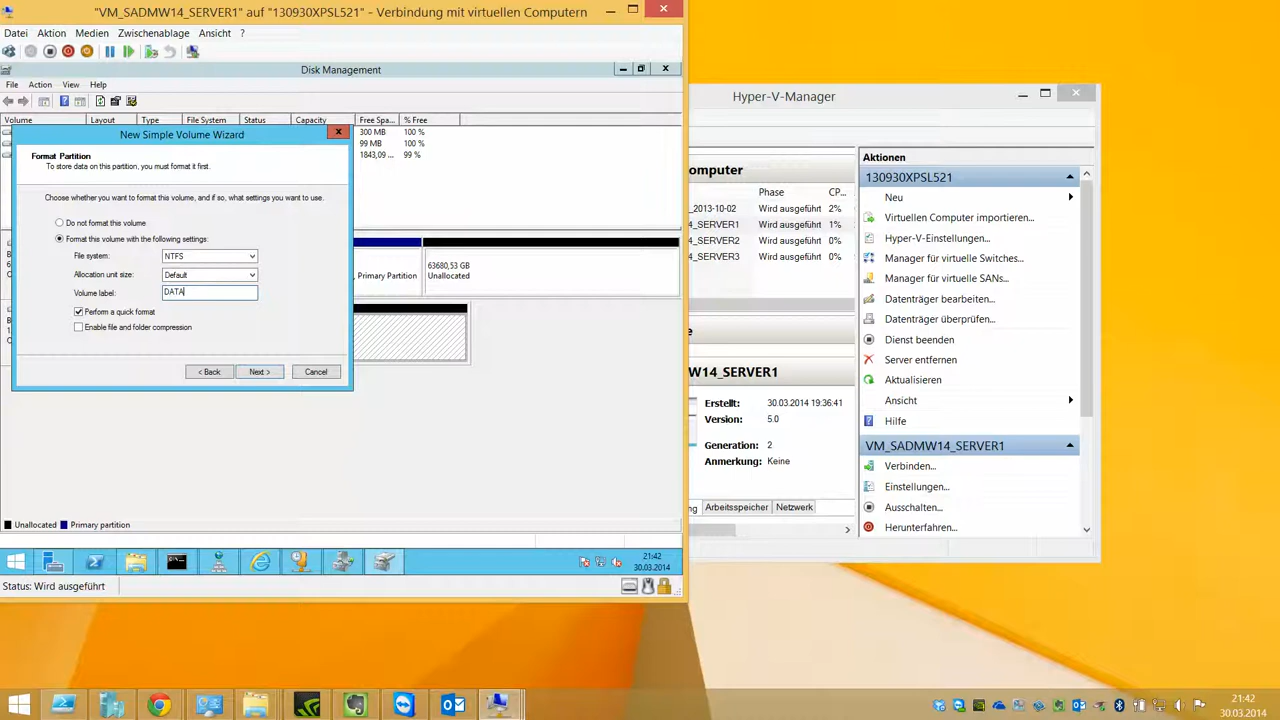 "VM_SADMW14_SERVER1" auf "130930XPSL521" - Verbindung mit virtuellen Computern
Datei Aktion Medien Zwischenablage Ansicht ?
Disk Management
File Action View Help
Volume Layout Type File System Status Capacity Free Spa... % Free
300 MB 100 %
99 MB 100 %
1843,09 ... 99 %
New Simple Volume Wizard
Format Partition
To store data on this partition, you must format it first.
Choose whether you want to format this volume, and if so, what settings you want to use.
Do not format this volume
Format this volume with the following settings:
File system: NTFS
Allocation unit size: Default
Volume label: DATA
Perform a quick format
Enable file and folder compression
< Back Next > Cancel
, Primary Partition
63680,53 GB
Unallocated
Unallocated Primary partition
21:42
30.03.2014
Status: Wird ausgeführt
Hyper-V-Manager
omputer
Phase CP...
_2013-10-02 Wird ausgeführt 2%
4_SERVER1 Wird ausgeführt 1%
4_SERVER2 Wird ausgeführt 0%
4_SERVER3 Wird ausgeführt 0%
e
W14_SERVER1
Erstellt: 30.03.2014 19:36:41
Version: 5.0
Generation: 2
Anmerkung: Keine
ng Arbeitsspeicher Netzwerk
Aktionen
130930XPSL521
Neu
Virtuellen Computer importieren...
Hyper-V-Einstellungen...
Manager für virtuelle Switches...
Manager für virtuelle SANs...
Datenträger bearbeiten...
Datenträger überprüfen...
Dienst beenden
Server entfernen
Aktualisieren
Ansicht
Hilfe
VM_SADMW14_SERVER1
Verbinden...
Einstellungen...
Ausschalten...
Herunterfahren...
21:42
30.03.2014